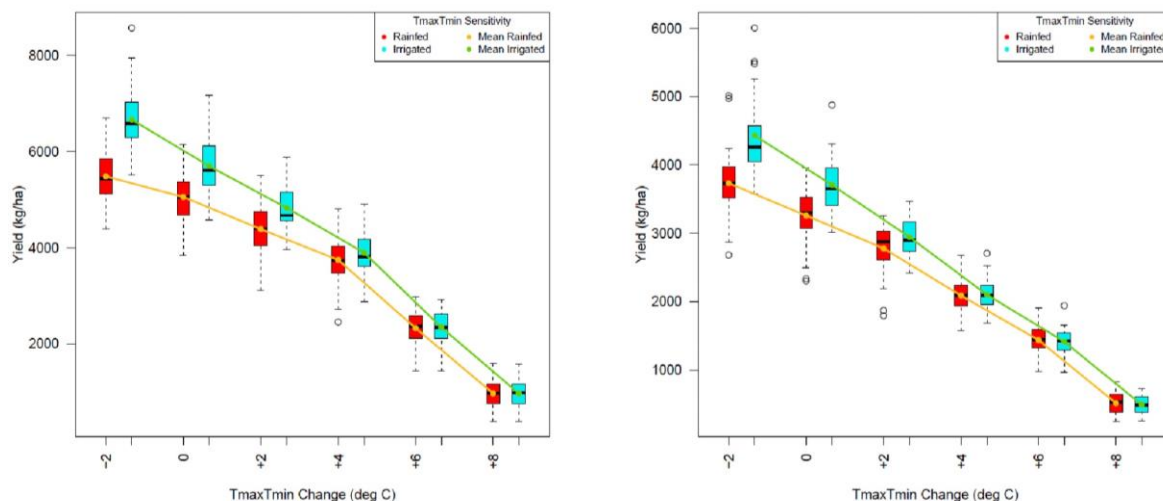 TmaxTmin Sensitivity
Rainfed Mean Rainfed
Irrigated Mean Irrigated
8000
6000
4000
2000
Yield (kg/ha)
−2 0 +2 +4 +6 +8
TmaxTmin Change (deg C)
TmaxTmin Sensitivity
Rainfed Mean Rainfed
Irrigated Mean Irrigated
6000
5000
4000
3000
2000
1000
Yield (kg/ha)
−2 0 +2 +4 +6 +8
TmaxTmin Change (deg C)